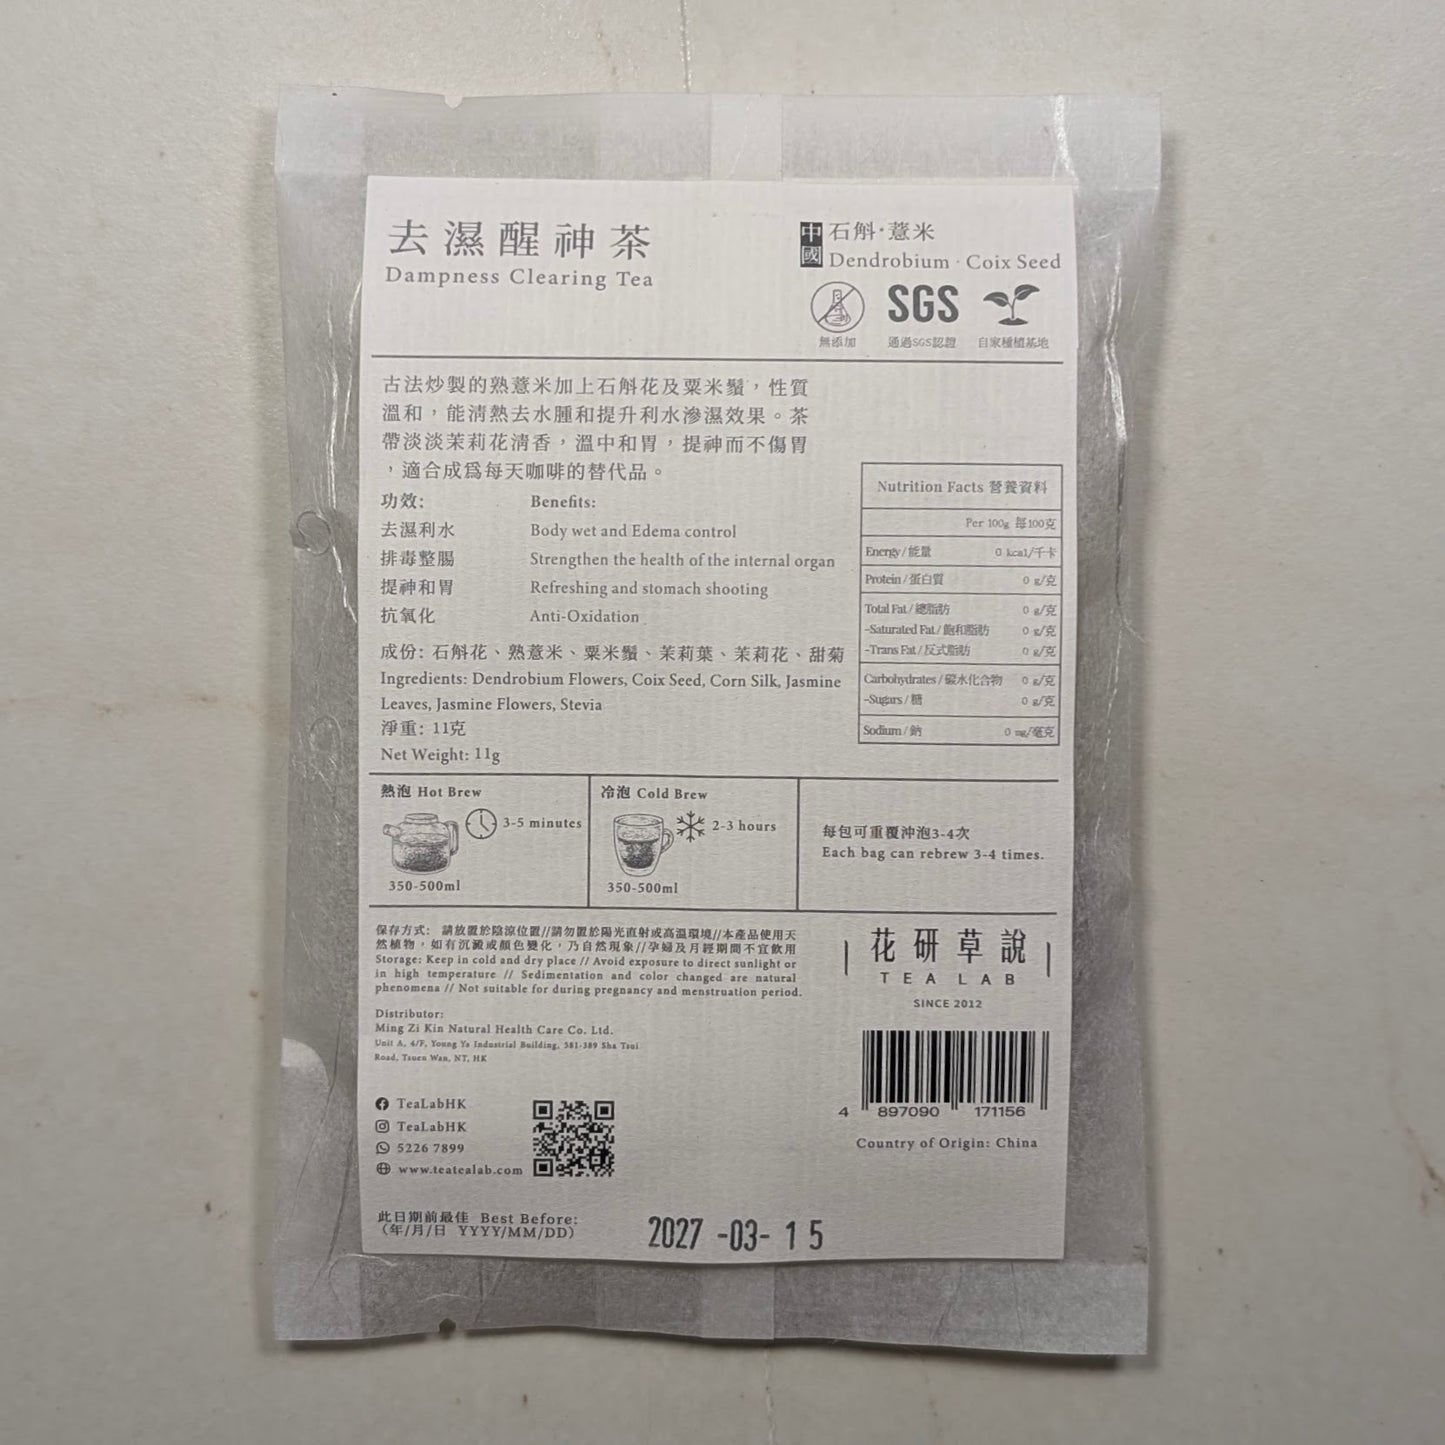 去濕醒神茶
Dampness Clearing Tea
中國
石斛·薏米
Dendrobium · Coix Seed
SGS
無添加
通過SGS認證
自家種植基地
古法炒製的熟薏米加上石斛花及粟米鬚，性質
溫和，能清熱去水腫和提升利水滲濕效果。茶
帶淡淡茉莉花清香，溫中和胃，提神而不傷胃
，適合成為每天咖啡的替代品。
功效: Benefits:
去濕利水 Body wet and Edema control
排毒整腸 Strengthen the health of the internal organ
提神和胃 Refreshing and stomach shooting
抗氧化 Anti-Oxidation
成份: 石斛花、熟薏米、粟米鬚、茉莉葉、茉莉花、甜菊
Ingredients: Dendrobium Flowers, Coix Seed, Corn Silk, Jasmine
Leaves, Jasmine Flowers, Stevia
淨重: 11克
Net Weight: 11g
Nutrition Facts 營養資料
Per 100g 每100克
Energy / 能量 0 kcal/千卡
Protein / 蛋白質 0 g/克
Total Fat / 總脂肪 0 g/克
-Saturated Fat / 飽和脂肪 0 g/克
-Trans Fat / 反式脂肪 0 g/克
Carbohydrates / 碳水化合物 0 g/克
-Sugars / 糖 0 g/克
Sodium / 鈉 0 mg/毫克
熱泡 Hot Brew
3-5 minutes
350-500ml
冷泡 Cold Brew
2-3 hours
350-500ml
每包可重覆沖泡3-4次
Each bag can rebrew 3-4 times.
保存方式: 請放置於陰涼位置//請勿置於陽光直射或高溫環境//本產品使用天
然植物，如有沉澱或顏色變化，乃自然現象//孕婦及月經期間不宜飲用
Storage: Keep in cold and dry place // Avoid exposure to direct sunlight or
in high temperature // Sedimentation and color changed are natural
phenomena // Not suitable for during pregnancy and menstruation period.
Distributor:
Ming Zi Kin Natural Health Care Co. Ltd.
Unit A, 4/F, Young Ya Industrial Building, 381-389 Sha Tsui
Road, Tsuen Wan, NT, HK
花研草說
TEA LAB
SINCE 2012
4 897090 171156
Country of Origin: China
TeaLabHK
TeaLabHK
5226 7899
www.teatealab.com
此日期前最佳 Best Before:
(年/月/日 YYYY/MM/DD)
2027 -03- 15